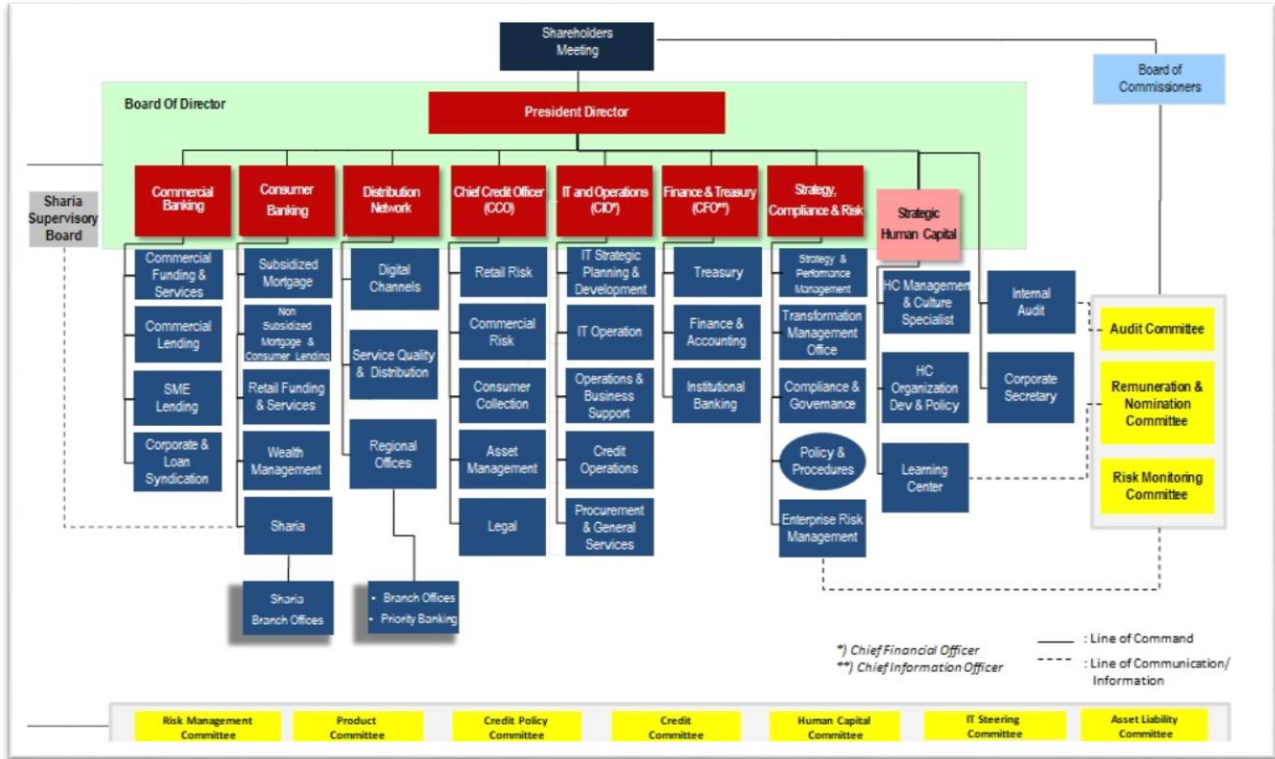 Shareholders
Meeting
Board of
Commissioners
Board Of Director
President Director
Sharia
Supervisory
Board
Commercial
Banking
Consumer
Banking
Distribution
Network
Chief Credit Officer
(CCO)
IT and Operations
(CIO*)
Finance & Treasury
(CFO**)
Strategy,
Compliance & Risk
Strategic
Human Capital
Commercial
Funding &
Services
Commercial
Lending
SME
Lending
Corporate &
Loan
Syndication
Subsidized
Mortgage
Non
Subsidized
Mortgage &
Consumer Lending
Retail Funding
& Services
Wealth
Management
Sharia
Sharia
Branch Offices
Digital
Channels
Service Quality
& Distribution
Regional
Offices
• Branch Offices
• Priority Banking
Retail Risk
Commercial
Risk
Consumer
Collection
Asset
Management
Legal
IT Strategic
Planning &
Development
IT Operation
Operations &
Business
Support
Credit
Operations
Procurement
& General
Services
Treasury
Finance &
Accounting
Institutional
Banking
Strategy &
Performance
Management
Transformation
Management
Office
Compliance &
Governance
Policy &
Procedures
Enterprise Risk
Management
HC Management
& Culture
Specialist
HC
Organization
Dev & Policy
Learning
Center
Internal
Audit
Corporate
Secretary
Audit Committee
Remuneration &
Nomination
Committee
Risk Monitoring
Committee
*) Chief Financial Officer
**) Chief Information Officer
: Line of Command
: Line of Communication/
Information
Risk Management
Committee
Product
Committee
Credit Policy
Committee
Credit
Committee
Human Capital
Committee
IT Steering
Committee
Asset Liability
Committee